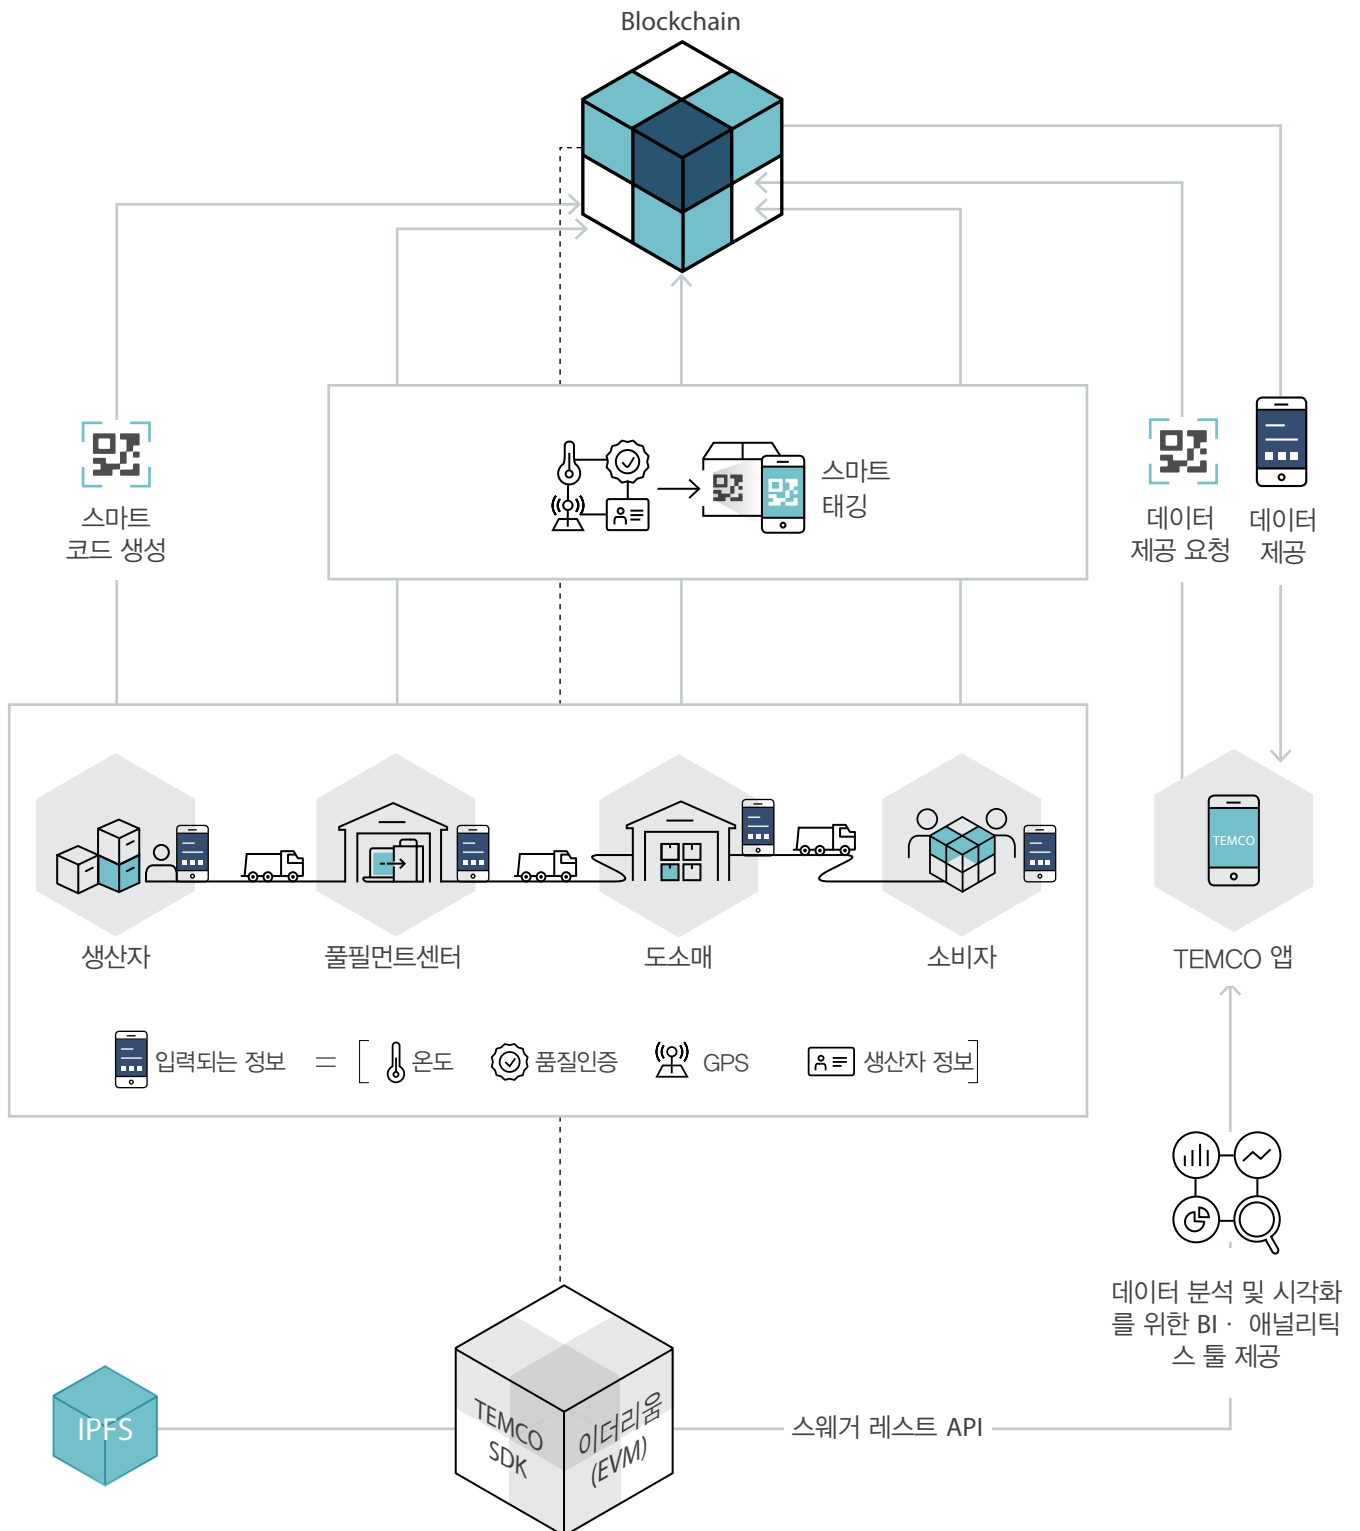 Blockchain
스마트
코드 생성
스마트
태깅
데이터
제공 요청
데이터
제공
TEMCO
생산자
풀필먼트센터
도소매
소비자
TEMCO 앱
입력되는 정보 = [ 온도 품질인증 GPS 생산자 정보 ]
데이터 분석 및 시각화
를 위한 BI · 애널리틱
스 툴 제공
IPFS
TEMCO
SDK
이더리움
(EVM)
스웨거 레스트 API